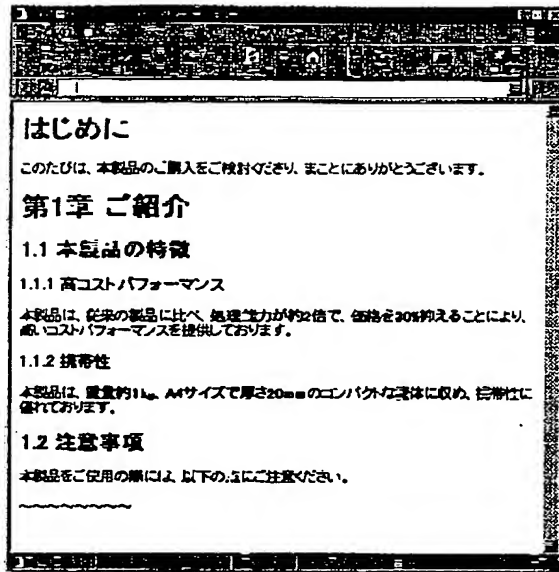 はじめに
このたびは、本製品のご購入をご検討くださり、まことにありがとうございます。
第1章 ご紹介
1.1 本製品の特徴
1.1.1 高コストパフォーマンス
本製品は、従来の製品に比べ、処理能力が約2倍で、価格を30%抑えることにより、
高いコストパフォーマンスを提供しております。
1.1.2 携帯性
本製品は、重量約1kg、A4サイズで厚さ20mmのコンパクトな筐体に収め、携帯性に
優れております。
1.2 注意事項
本製品をご使用の際には、以下の点にご注意ください。
~~~~~~~~~